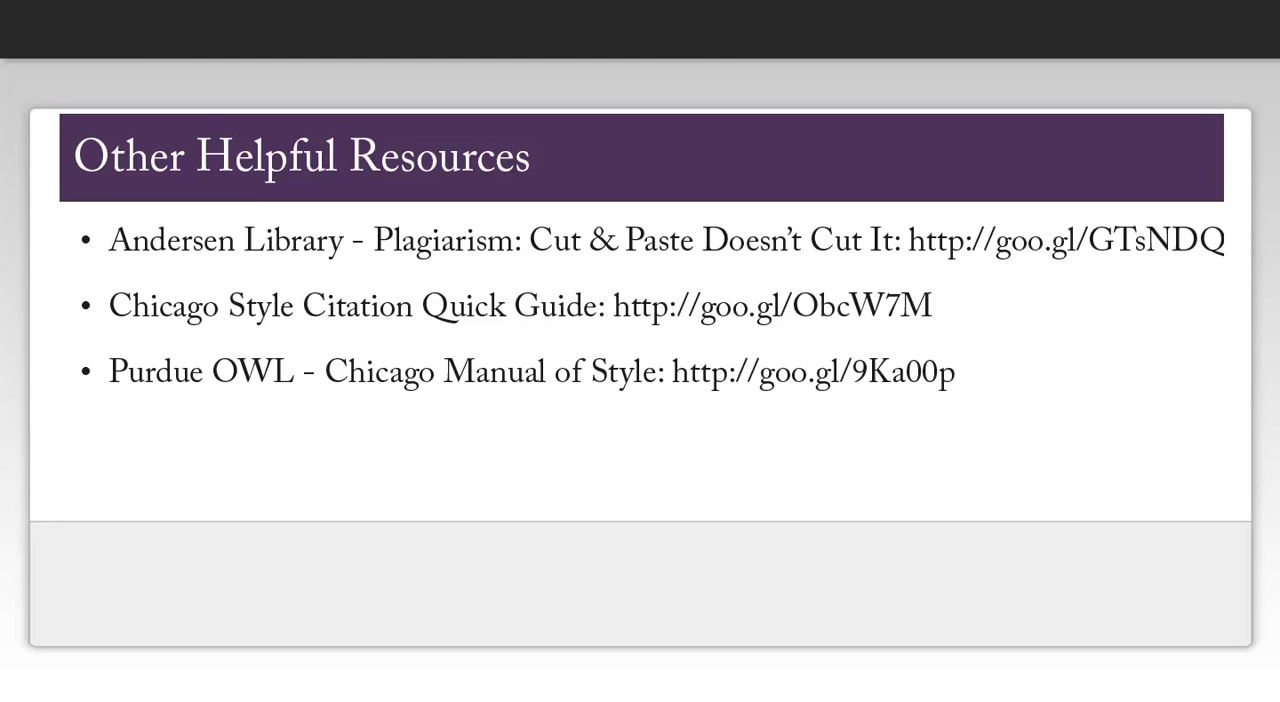 Other Helpful Resources
• Andersen Library - Plagiarism: Cut & Paste Doesn’t Cut It: http://goo.gl/GTsNDQ
• Chicago Style Citation Quick Guide: http://goo.gl/ObcW7M
• Purdue OWL - Chicago Manual of Style: http://goo.gl/9Ka00p